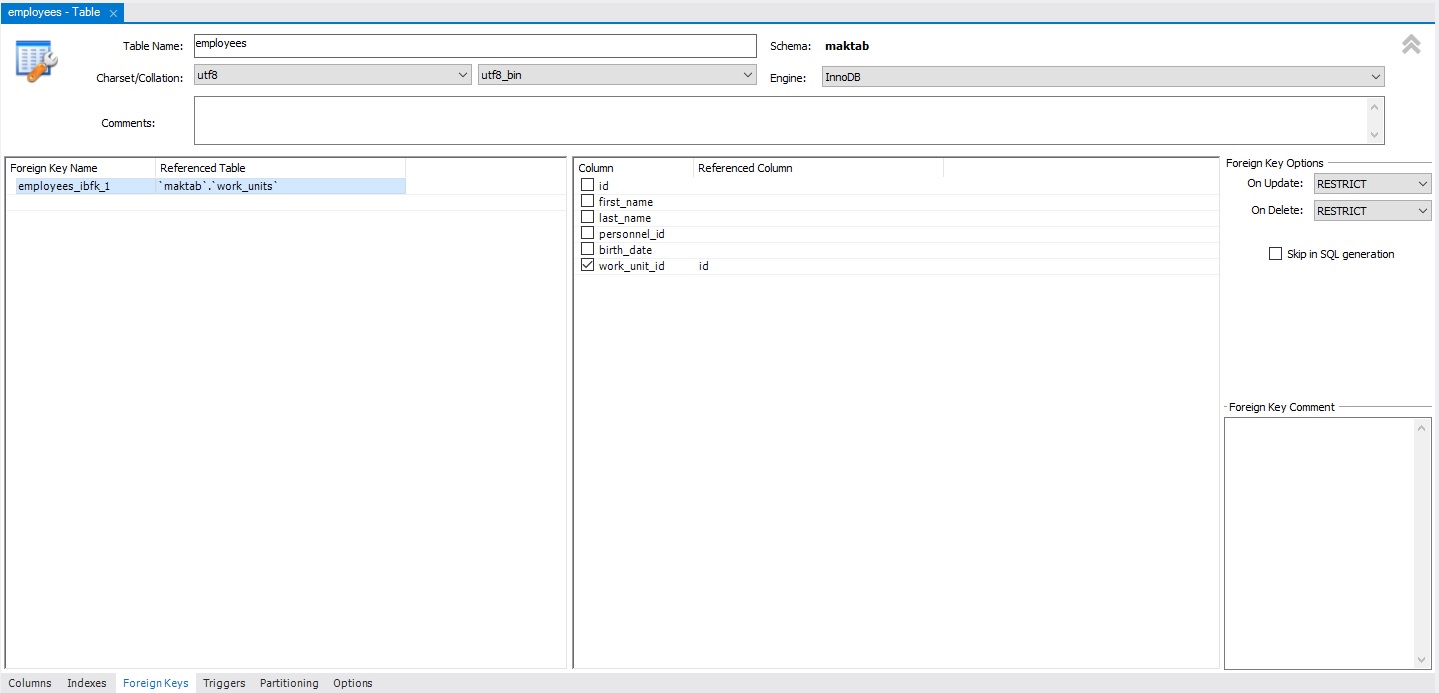 employees - Table
Table Name: employees Schema: maktab
Charset/Collation: utf8 utf8_bin Engine: InnoDB
Comments:
Foreign Key Name Referenced Table
employees_ibfk_1 `maktab`.`work_units`
Column Referenced Column
id
first_name
last_name
personnel_id
birth_date
work_unit_id id
Foreign Key Options
On Update: RESTRICT
On Delete: RESTRICT
Skip in SQL generation
Foreign Key Comment
Columns Indexes Foreign Keys Triggers Partitioning Options